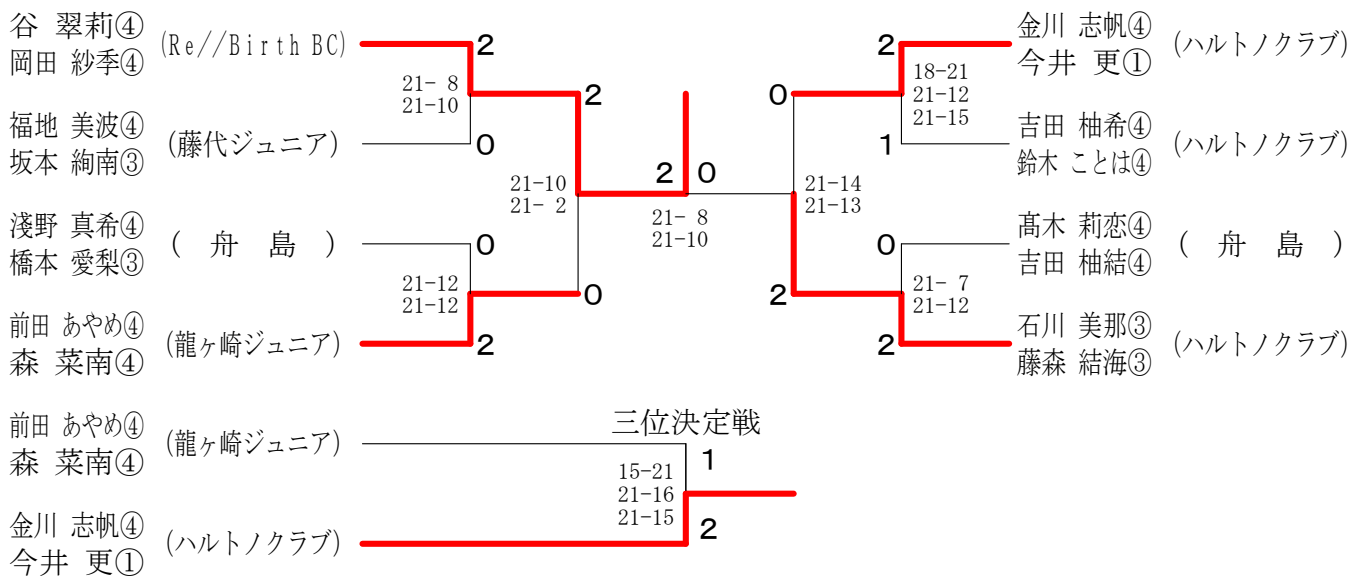 谷 翠莉④
岡田 紗季④
(Re//Birth BC)
2
21- 8
21-10
福地 美波④
坂本 絢南③
(藤代ジュニア)
0
2
21-10
21- 2
淺野 真希④
橋本 愛梨③
( 舟 島 )
0
21-12
21-12
前田 あやめ④
森 菜南④
(龍ヶ崎ジュニア)
2
0
2 0
21- 8
21-10
金川 志帆④
今井 更①
(ハルトノクラブ)
2
18-21
21-12
21-15
吉田 柚希④
鈴木 ことは④
(ハルトノクラブ)
1
0
21-14
21-13
髙木 莉恋④
吉田 柚結④
( 舟 島 )
0
21- 7
21-12
石川 美那③
藤森 結海③
(ハルトノクラブ)
2
2
三位決定戦
前田 あやめ④
森 菜南④
(龍ヶ崎ジュニア)
1
15-21
21-16
21-15
金川 志帆④
今井 更①
(ハルトノクラブ)
2